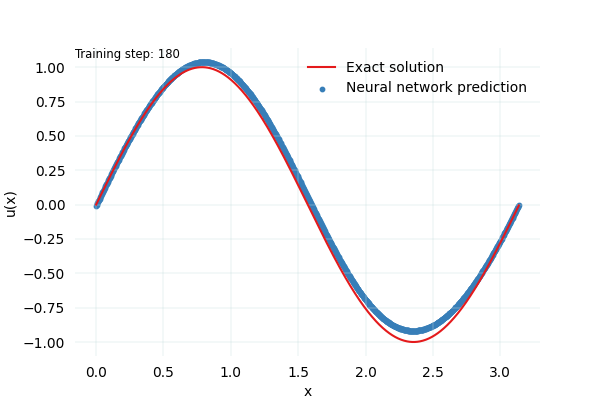 Training step: 180
Exact solution
Neural network prediction
u(x)
1.00
0.75
0.50
0.25
0.00
−0.25
−0.50
−0.75
−1.00
0.0 0.5 1.0 1.5 2.0 2.5 3.0
x